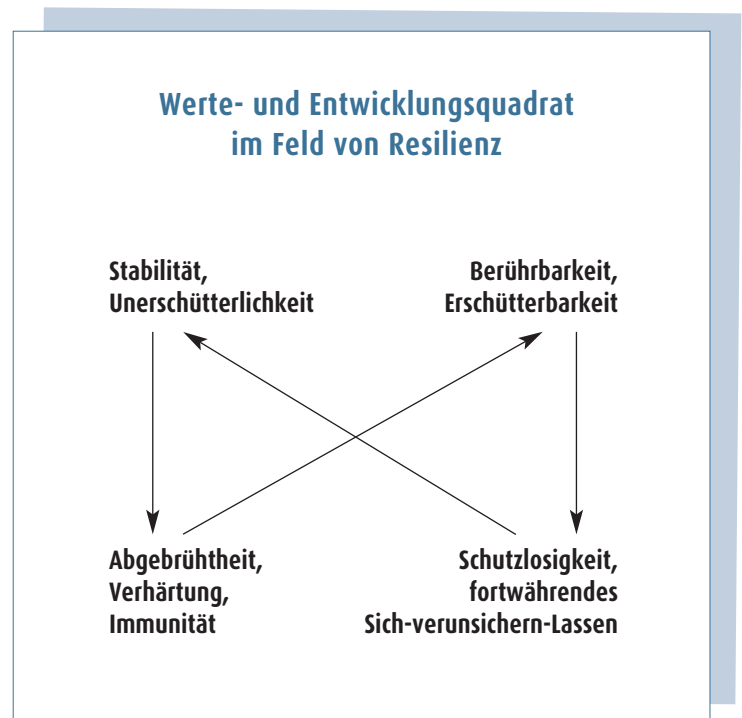 Werte- und Entwicklungsquadrat
im Feld von Resilienz
Stabilität,
Unerschütterlichkeit
Berührbarkeit,
Erschütterbarkeit
Abgebrühtheit,
Verhärtung,
Immunität
Schutzlosigkeit,
fortwährendes
Sich-verunsichern-Lassen